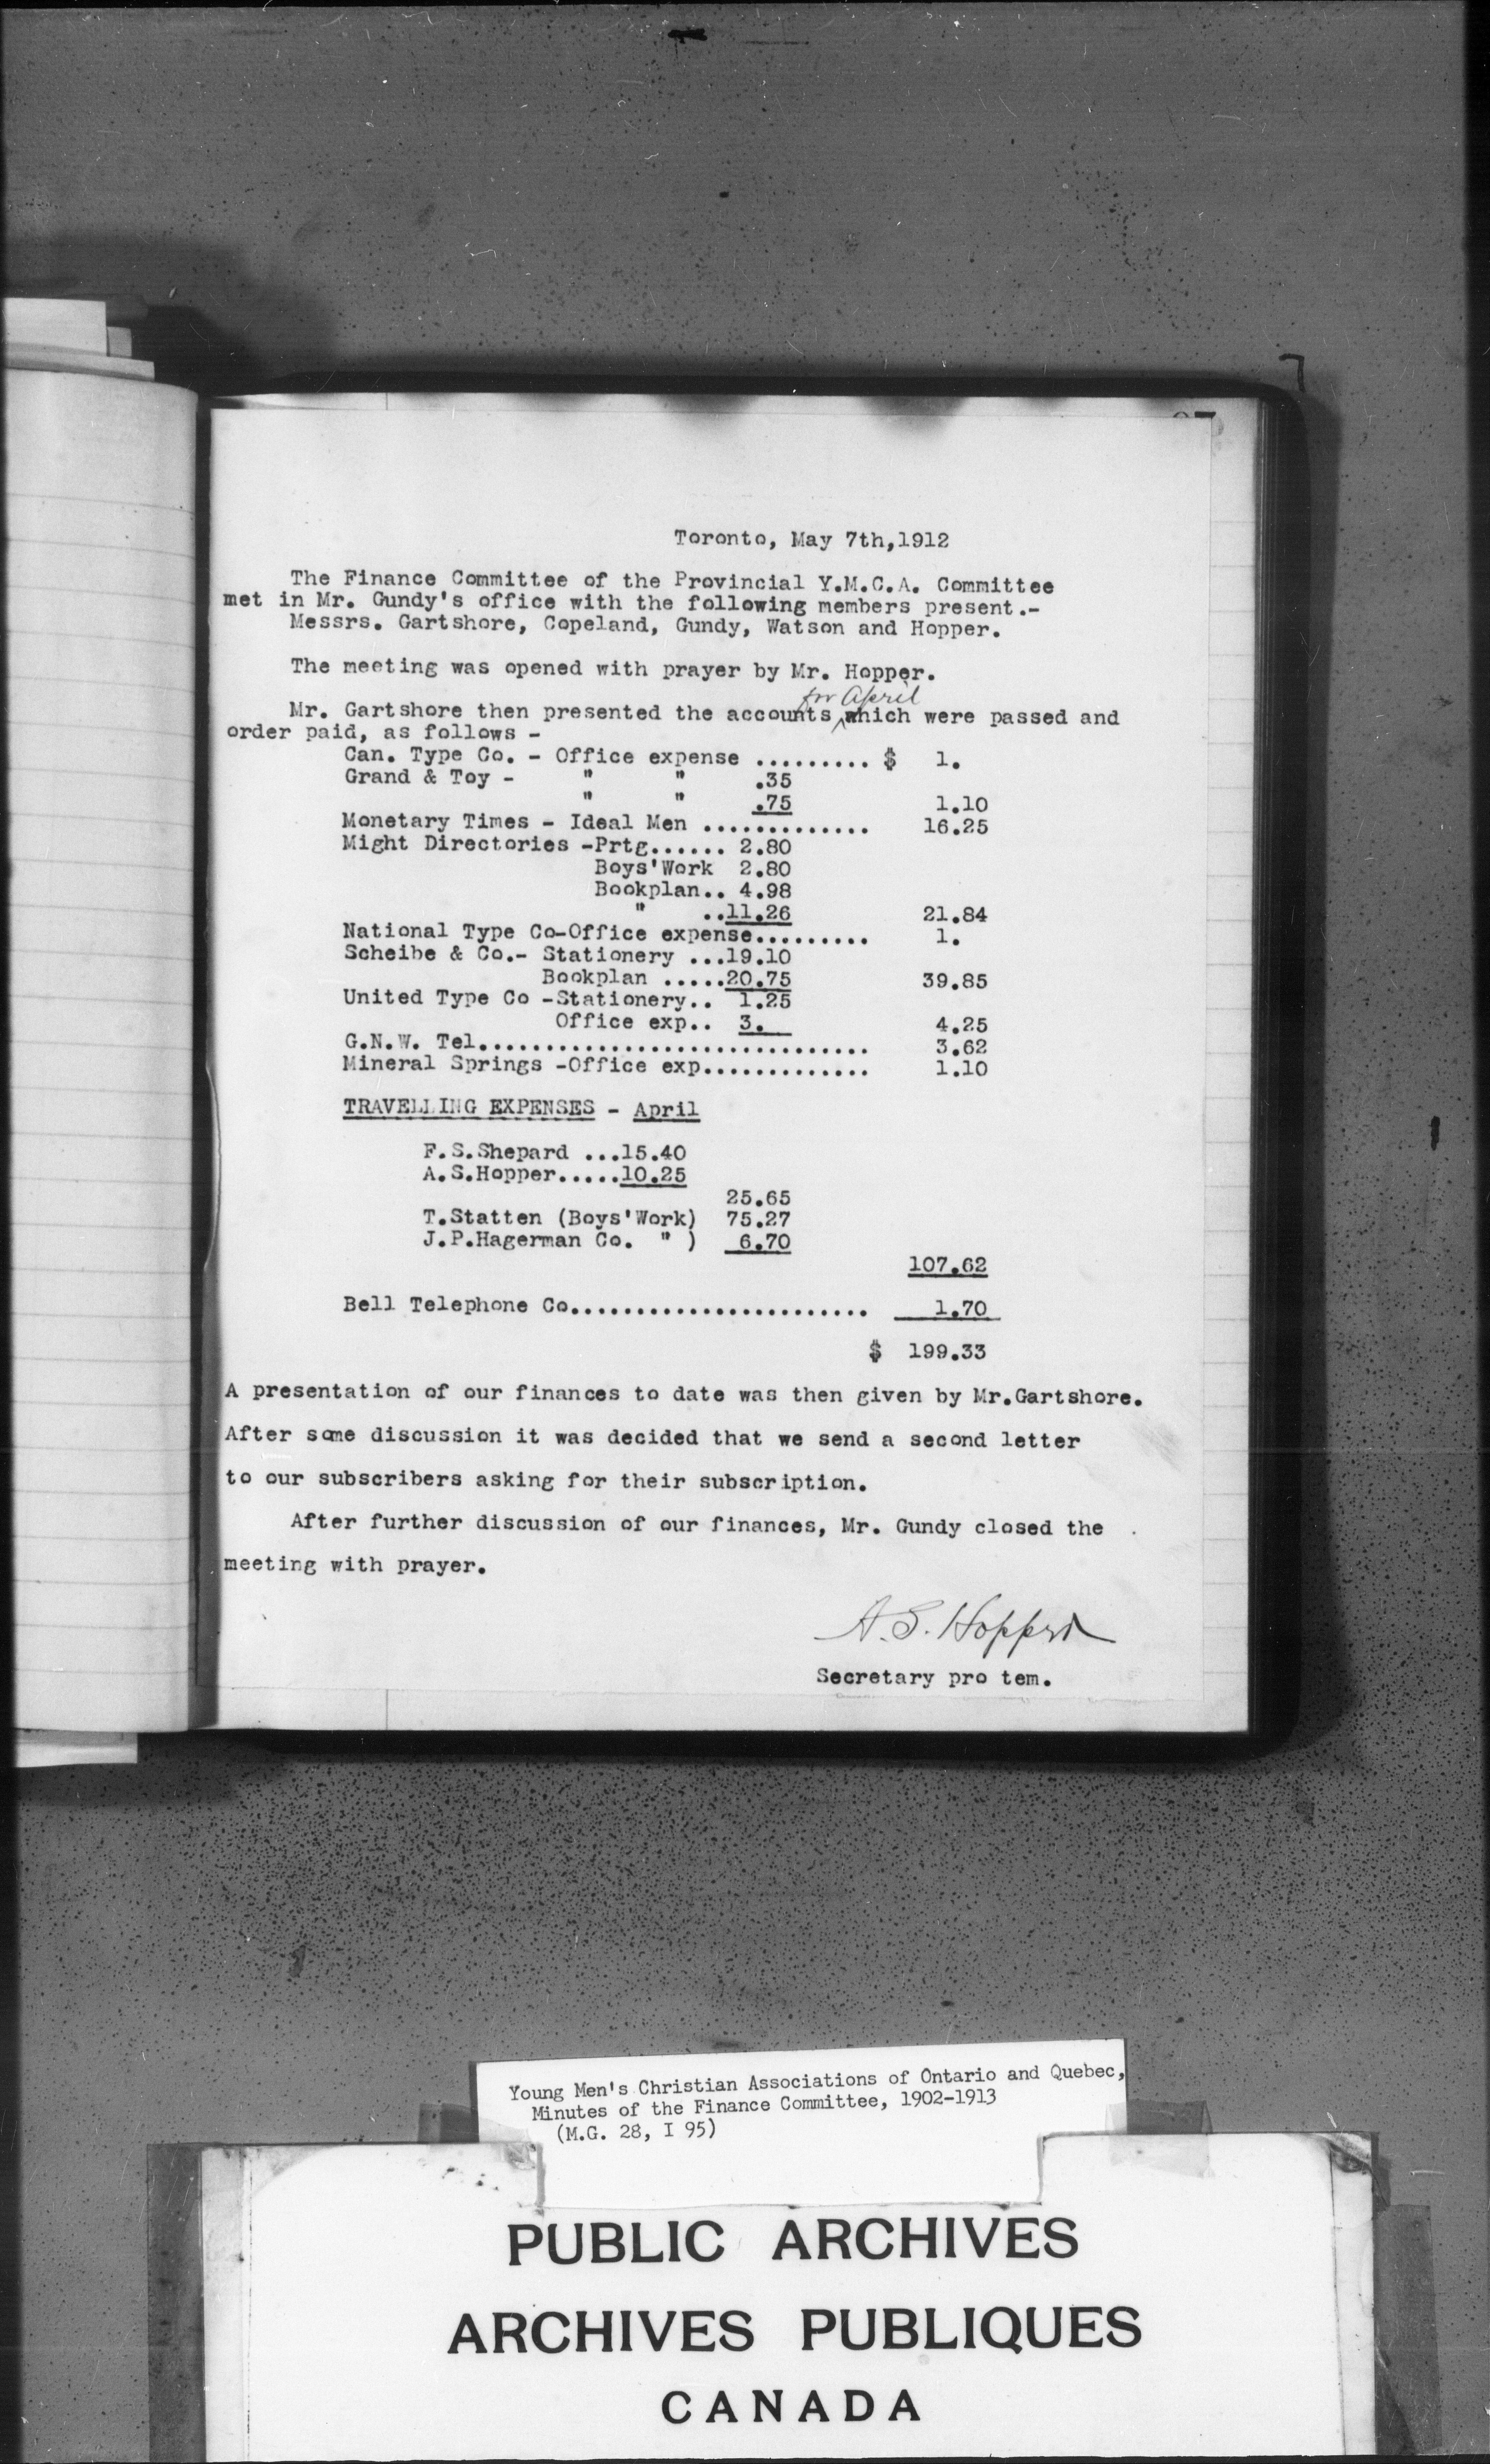 Toronto, May 7th,1912
The Finance Committee of the Provincial Y.M.C.A. Committee
met in Mr. Gundy's office with the following members present.-
Messrs. Gartshore, Copeland, Gundy, Watson and Hopper.
The meeting was opened with prayer by Mr. Hopper.
for April
Mr. Gartshore then presented the accounts which were passed and
order paid, as follows -
Can. Type Co. - Office expense ......... $ 1.
Grand & Toy - " " .35
" " .75 1.10
Monetary Times - Ideal Men ............. 16.25
Might Directories -Prtg...... 2.80
Boys'Work 2.80
Bookplan.. 4.98
" ..11.26 21.84
National Type Co-Office expense......... 1.
Scheibe & Co.- Stationery ...19.10
Bookplan .....20.75 39.85
United Type Co -Stationery.. 1.25
Office exp.. 3. 4.25
G.N.W. Tel.............................. 3.62
Mineral Springs -Office exp............. 1.10
TRAVELLING EXPENSES - April
F.S.Shepard ...15.40
A.S.Hopper.....10.25
25.65
T.Statten (Boys'Work) 75.27
J.P.Hagerman Co. " ) 6.70
107.62
Bell Telephone Co....................... 1.70
$ 199.33
A presentation of our finances to date was then given by Mr.Gartshore.
After some discussion it was decided that we send a second letter
to our subscribers asking for their subscription.
After further discussion of our finances, Mr. Gundy closed the
meeting with prayer.
A.S. Hopper
Secretary pro tem.
Young Men's Christian Associations of Ontario and Quebec,
Minutes of the Finance Committee, 1902-1913
(M.G. 28, I 95)
PUBLIC ARCHIVES
ARCHIVES PUBLIQUES
CANADA